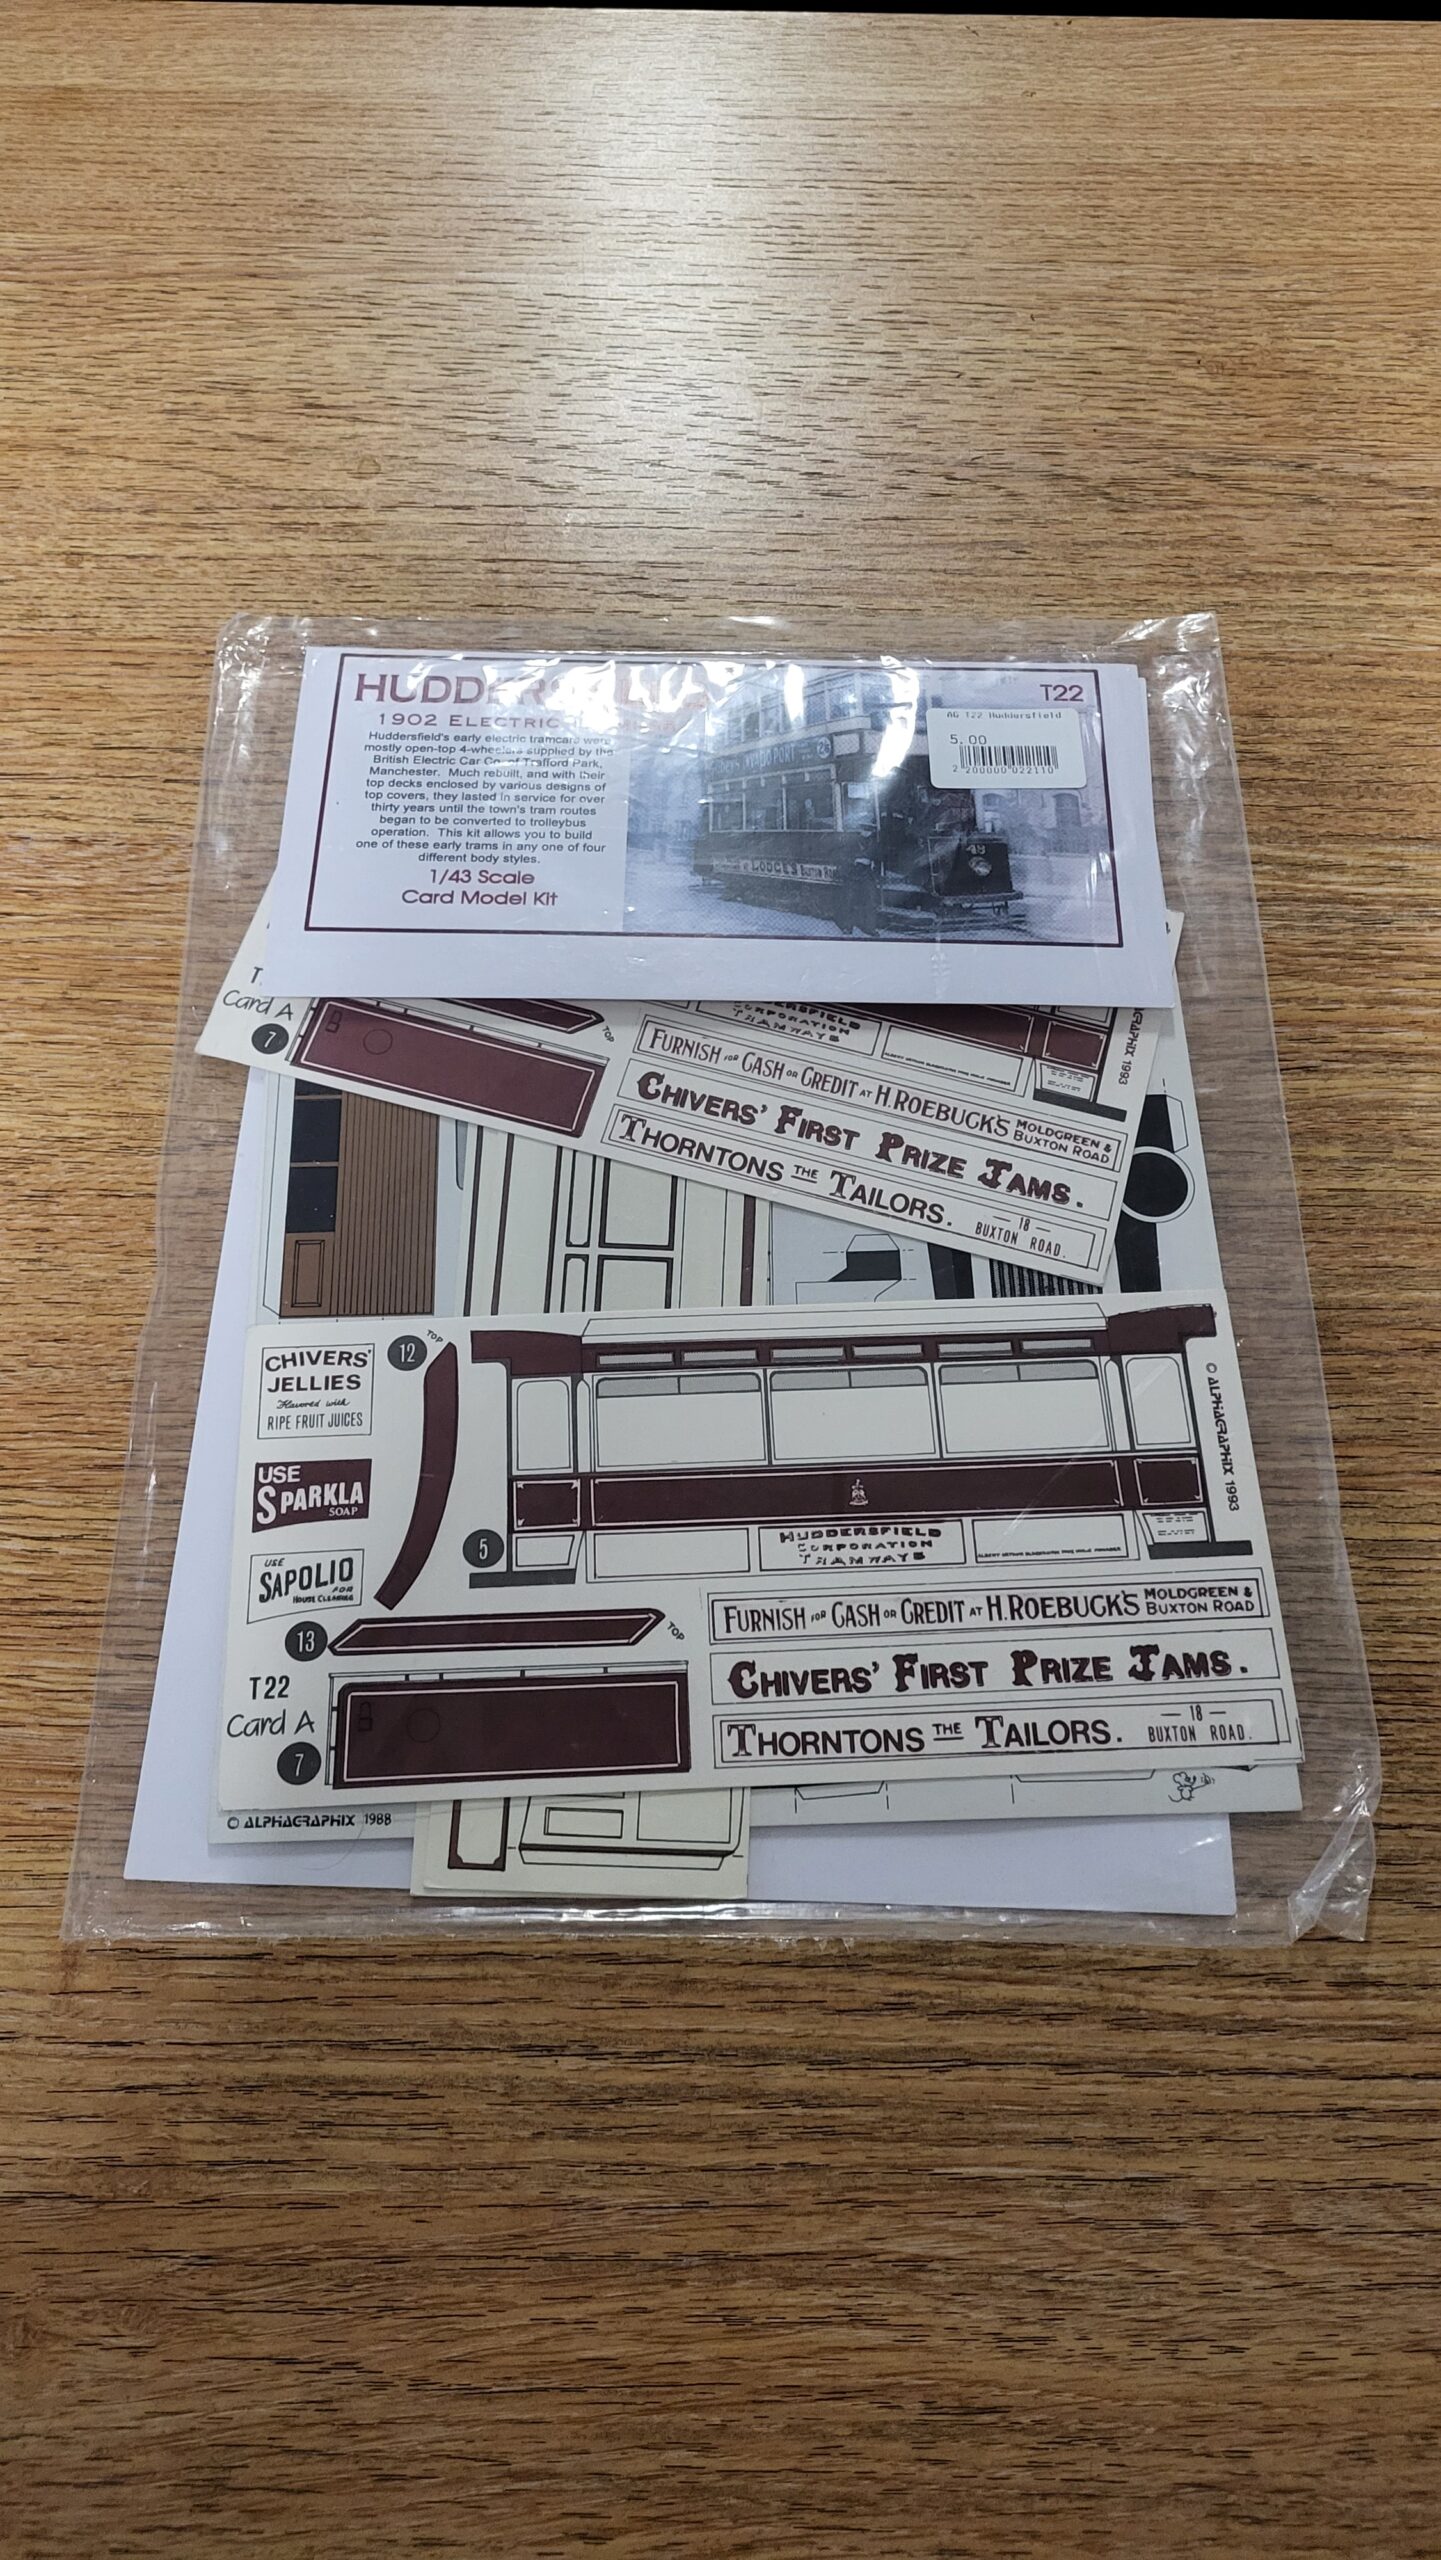 T22
1902 ELECTRIC
Huddersfield's early electric tramcars were
mostly open-top 4-wheelers supplied by the
British Electric Car Co. of Trafford Park,
Manchester. Much rebuilt, and with their
top decks enclosed by various designs of
top covers, they lasted in service for over
thirty years until the town's tram routes
began to be converted to trolleybus
operation. This kit allows you to build
one of these early trams in any one of four
different body styles.
1/43 Scale
Card Model Kit
AG T22 Huddersfield
5.00
2 200000 022110
48
LODGES
Card A
7
TOP
CORPORATION
TRAMWAYS
1993
FURNISH FOR CASH OR CREDIT AT H. ROEBUCK'S MOLDGREEN & BUXTON ROAD
CHIVERS' FIRST PRIZE JAMS.
THORNTONS THE TAILORS. — 18 — BUXTON ROAD.
CHIVERS'
JELLIES
Flavored with
RIPE FRUIT JUICES
12
TOP
USE
SPARKLA
SOAP
USE
SAPOLIO
FOR
HOUSE CLEANING
5
HUDDERSFIELD
CORPORATION
TRAMWAYS
© ALPHAGRAPHIX 1993
13
TOP
T22
Card A
7
FURNISH FOR CASH OR CREDIT AT H. ROEBUCK'S MOLDGREEN & BUXTON ROAD
CHIVERS' FIRST PRIZE JAMS.
THORNTONS THE TAILORS. — 18 — BUXTON ROAD.
© ALPHAGRAPHIX 1988